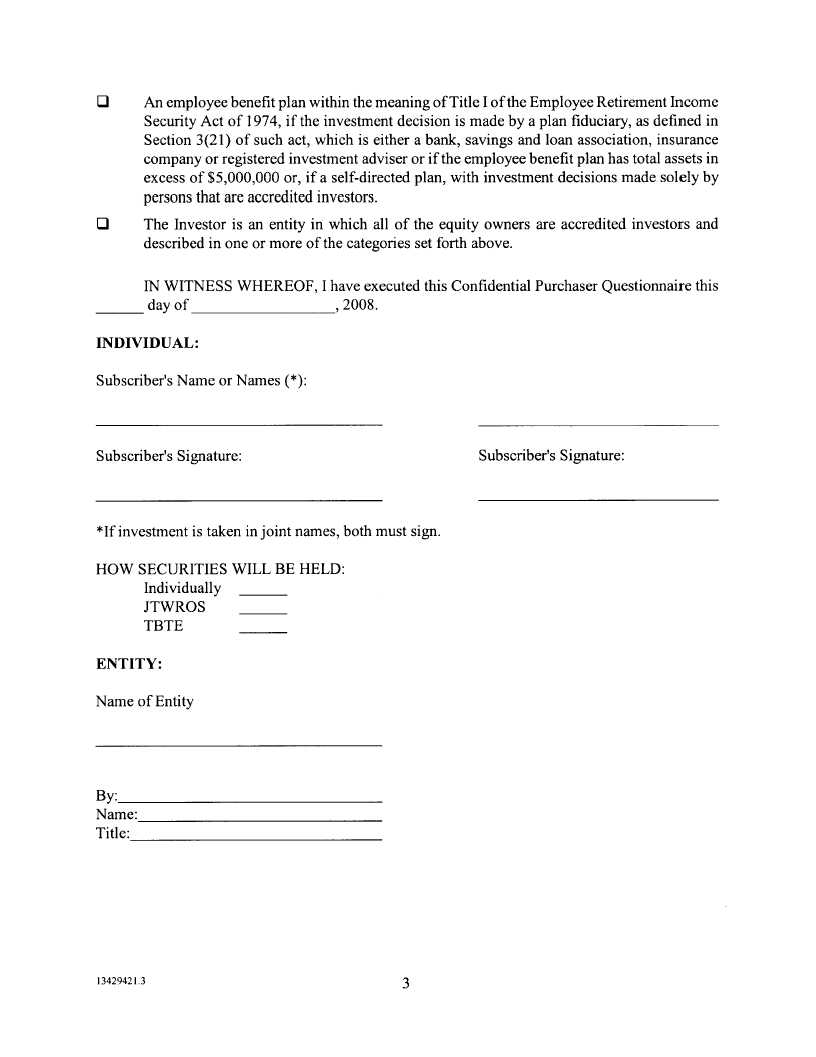 ❑ An employee benefit plan within the meaning of Title I of the Employee Retirement Income
Security Act of 1974, if the investment decision is made by a plan fiduciary, as defined in
Section 3(21) of such act, which is either a bank, savings and loan association, insurance
company or registered investment adviser or if the employee benefit plan has total assets in
excess of $5,000,000 or, if a self-directed plan, with investment decisions made solely by
persons that are accredited investors.
❑ The Investor is an entity in which all of the equity owners are accredited investors and
described in one or more of the categories set forth above.
IN WITNESS WHEREOF, I have executed this Confidential Purchaser Questionnaire this
______ day of __________________, 2008.
INDIVIDUAL:
Subscriber's Name or Names (*):
Subscriber's Signature: Subscriber's Signature:
*If investment is taken in joint names, both must sign.
HOW SECURITIES WILL BE HELD:
Individually ______
JTWROS ______
TBTE ______
ENTITY:
Name of Entity
By:
Name:
Title:
13429421.3 3